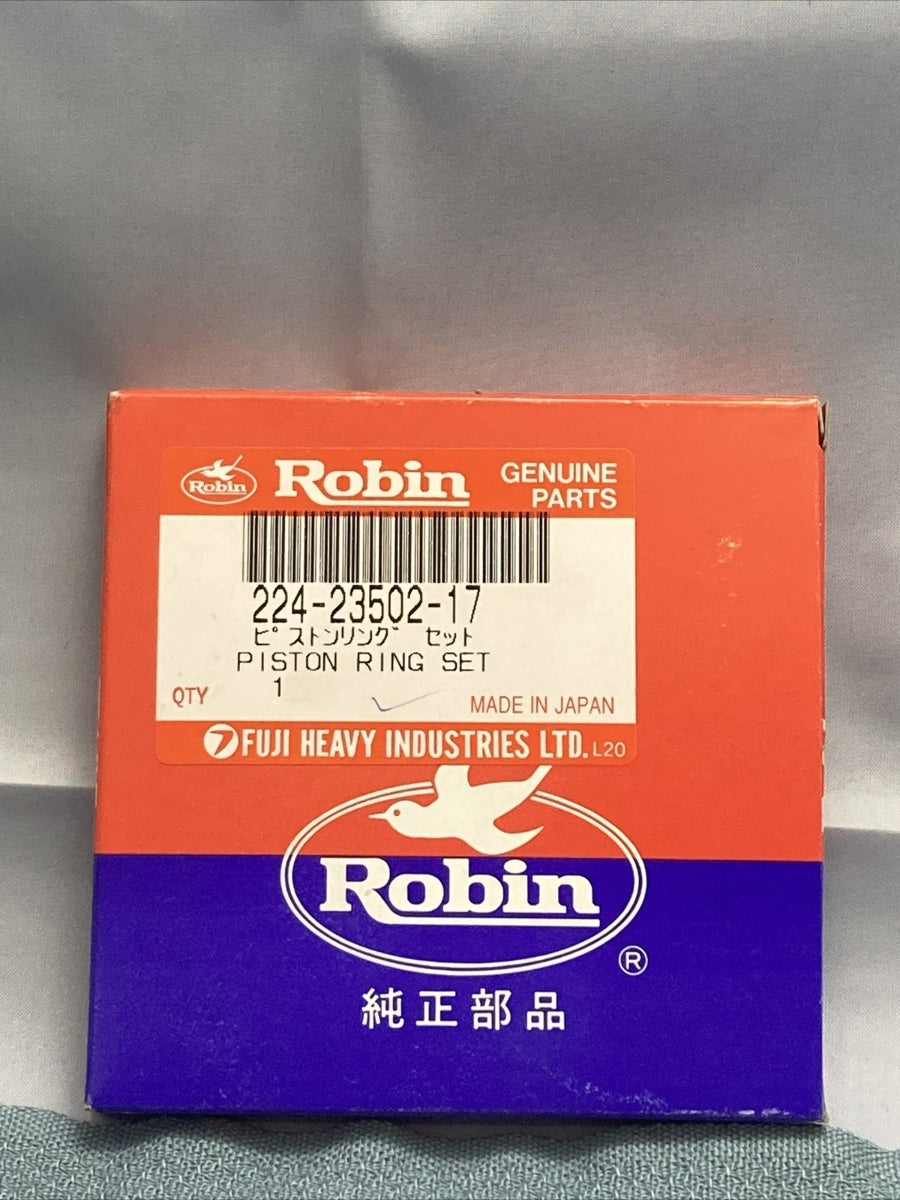 Robin
Robin
GENUINE
PARTS
224-23502-17
ピストンリング セット
PISTON RING SET
QTY 1
MADE IN JAPAN
FUJI HEAVY INDUSTRIES LTD. L20
Robin
®
純正部品